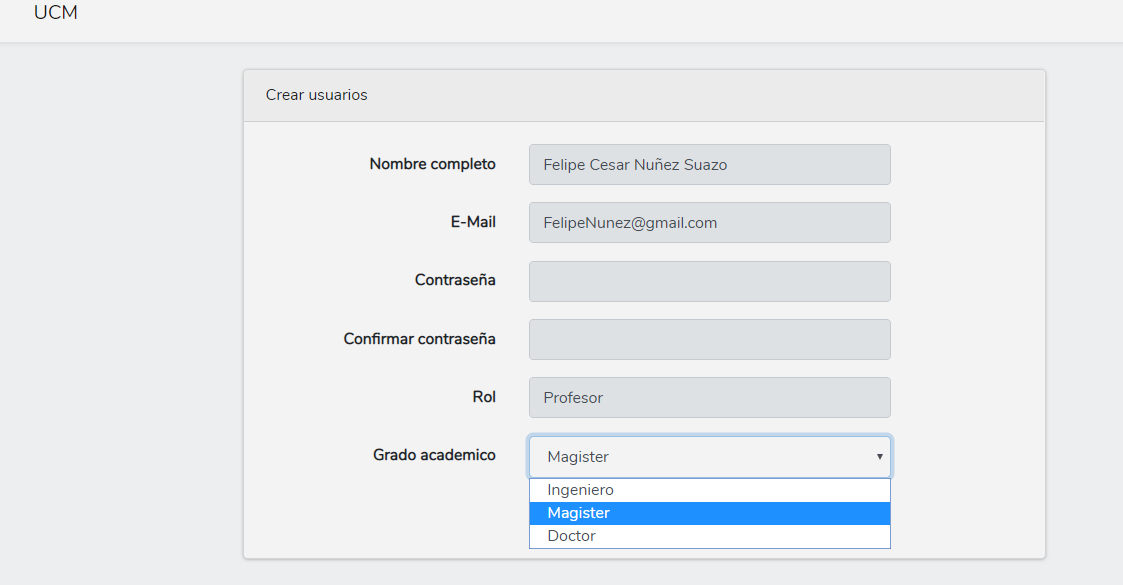 UCM
Crear usuarios
Nombre completo Felipe Cesar Nuñez Suazo
E-Mail FelipeNunez@gmail.com
Contraseña
Confirmar contraseña
Rol Profesor
Grado academico Magister
Ingeniero
Magister
Doctor